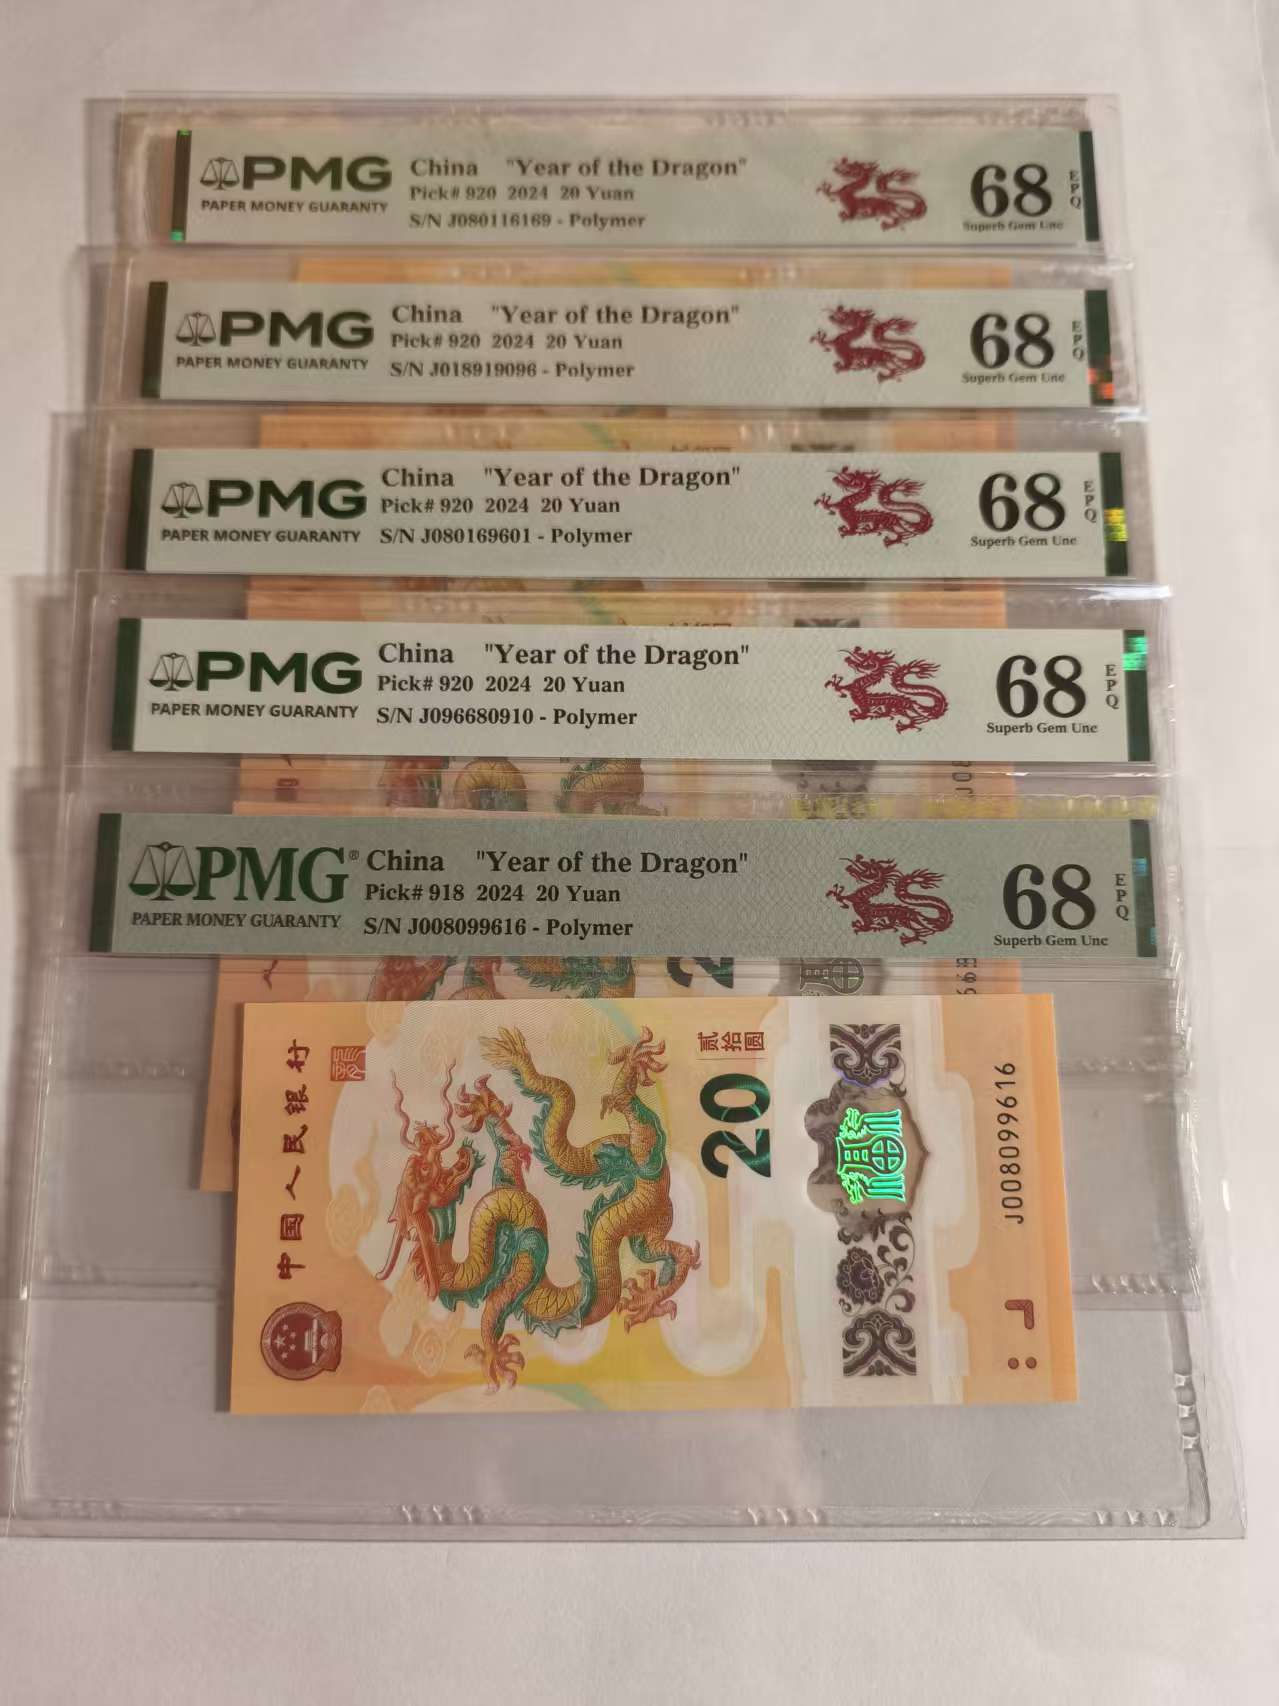 PMG
PAPER MONEY GUARANTY
China "Year of the Dragon"
Pick# 920 2024 20 Yuan
S/N J080116169 - Polymer
68
EPQ
Superb Gem Unc
PMG
PAPER MONEY GUARANTY
China "Year of the Dragon"
Pick# 920 2024 20 Yuan
S/N J018919096 - Polymer
68
EPQ
Superb Gem Unc
PMG
PAPER MONEY GUARANTY
China "Year of the Dragon"
Pick# 920 2024 20 Yuan
S/N J080169601 - Polymer
68
EPQ
Superb Gem Unc
PMG
PAPER MONEY GUARANTY
China "Year of the Dragon"
Pick# 920 2024 20 Yuan
S/N J096680910 - Polymer
68
EPQ
Superb Gem Unc
PMG®
PAPER MONEY GUARANTY
China "Year of the Dragon"
Pick# 918 2024 20 Yuan
S/N J008099616 - Polymer
68
EPQ
Superb Gem Unc
中国人民银行
贰拾圆
20
J008099616